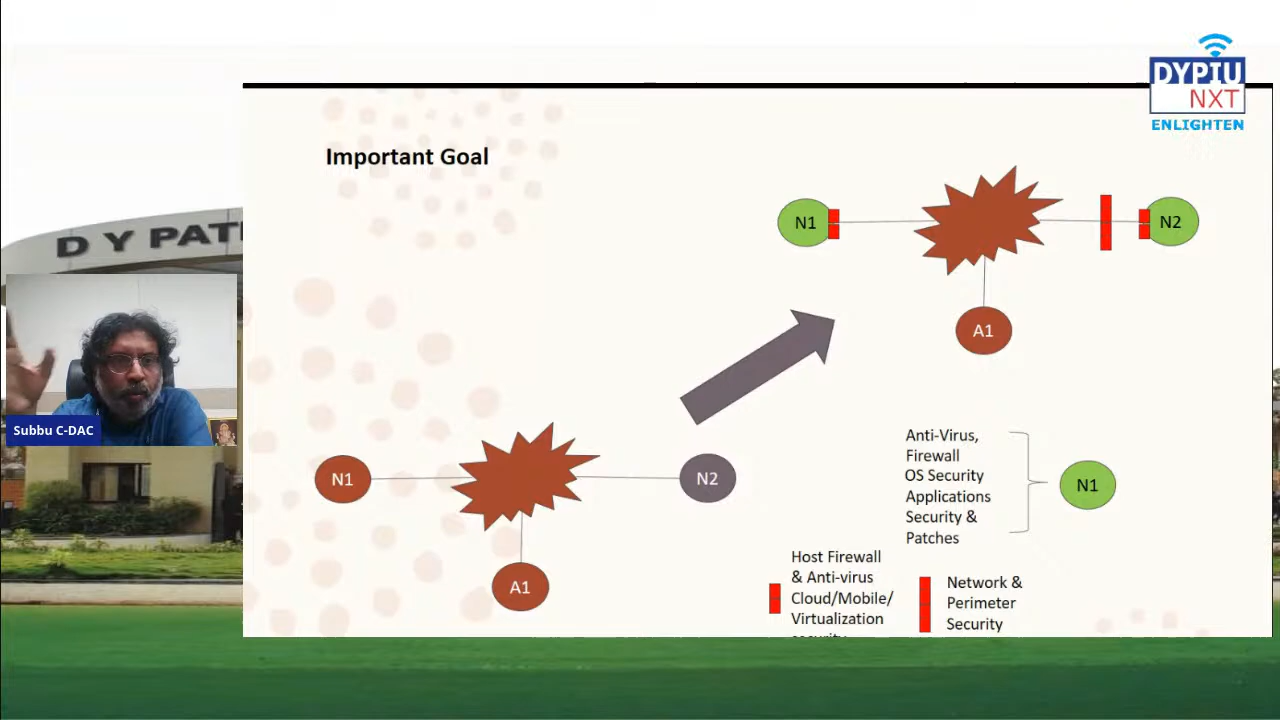 DYPIU
NXT
ENLIGHTEN
D Y PAT
Important Goal
N1
N2
A1
N1
N2
A1
Anti-Virus,
Firewall
OS Security
Applications
Security &
Patches
N1
Host Firewall
& Anti-virus
Cloud/Mobile/
Virtualization
security
Network &
Perimeter
Security
Subbu C-DAC